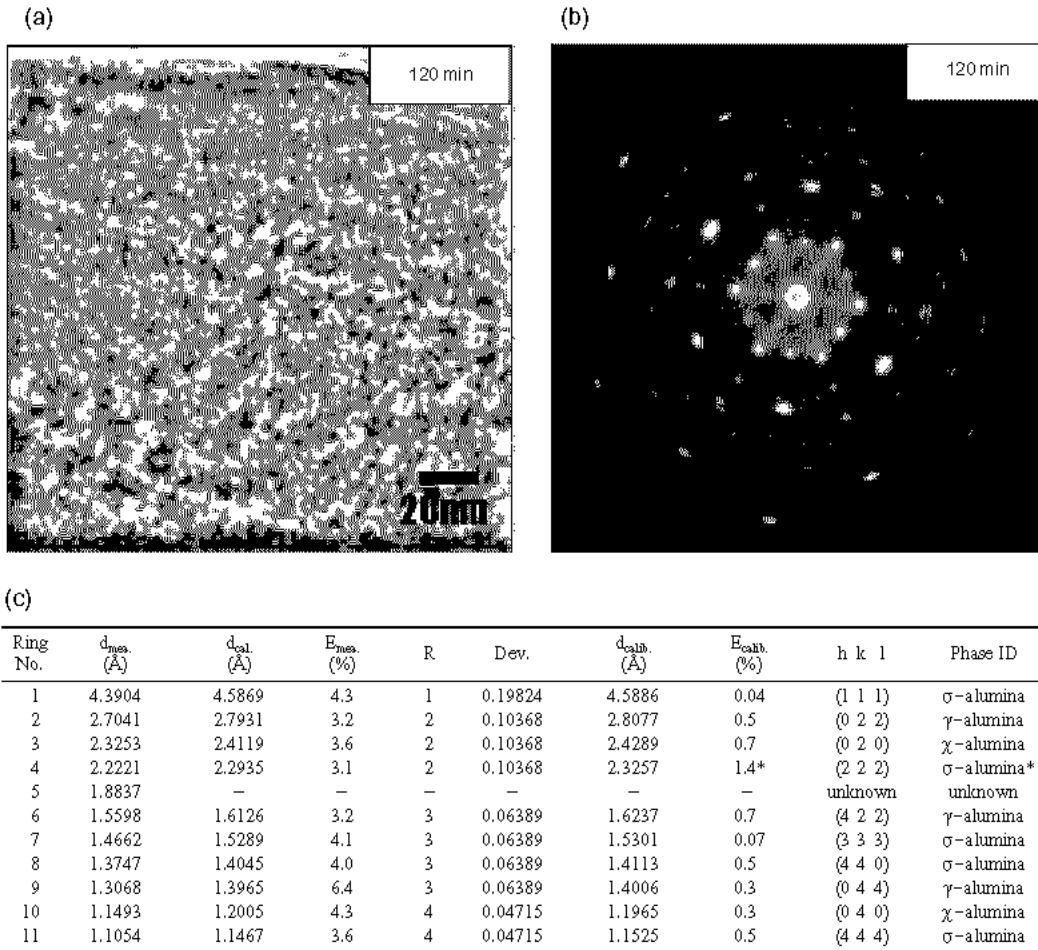 (a) (b)
120 min 120 min
20nm
(c)
Ring No. d_mea. (Å) d_cal. (Å) E_mea. (%) R Dev. d_calib. (Å) E_calib. (%) h k l Phase ID
1 4.3904 4.5869 4.3 1 0.19824 4.5886 0.04 (1 1 1) σ-alumina
2 2.7041 2.7931 3.2 2 0.10368 2.8077 0.5 (0 2 2) γ-alumina
3 2.3253 2.4119 3.6 2 0.10368 2.4289 0.7 (0 2 0) χ-alumina
4 2.2221 2.2935 3.1 2 0.10368 2.3257 1.4* (2 2 2) σ-alumina*
5 1.8837 – – – – – – unknown unknown
6 1.5598 1.6126 3.2 3 0.06389 1.6237 0.7 (4 2 2) γ-alumina
7 1.4662 1.5289 4.1 3 0.06389 1.5301 0.07 (3 3 3) σ-alumina
8 1.3747 1.4045 4.0 3 0.06389 1.4113 0.5 (4 4 0) σ-alumina
9 1.3068 1.3965 6.4 3 0.06389 1.4006 0.3 (0 4 4) γ-alumina
10 1.1493 1.2005 4.3 4 0.04715 1.1965 0.3 (0 4 0) χ-alumina
11 1.1054 1.1467 3.6 4 0.04715 1.1525 0.5 (4 4 4) σ-alumina